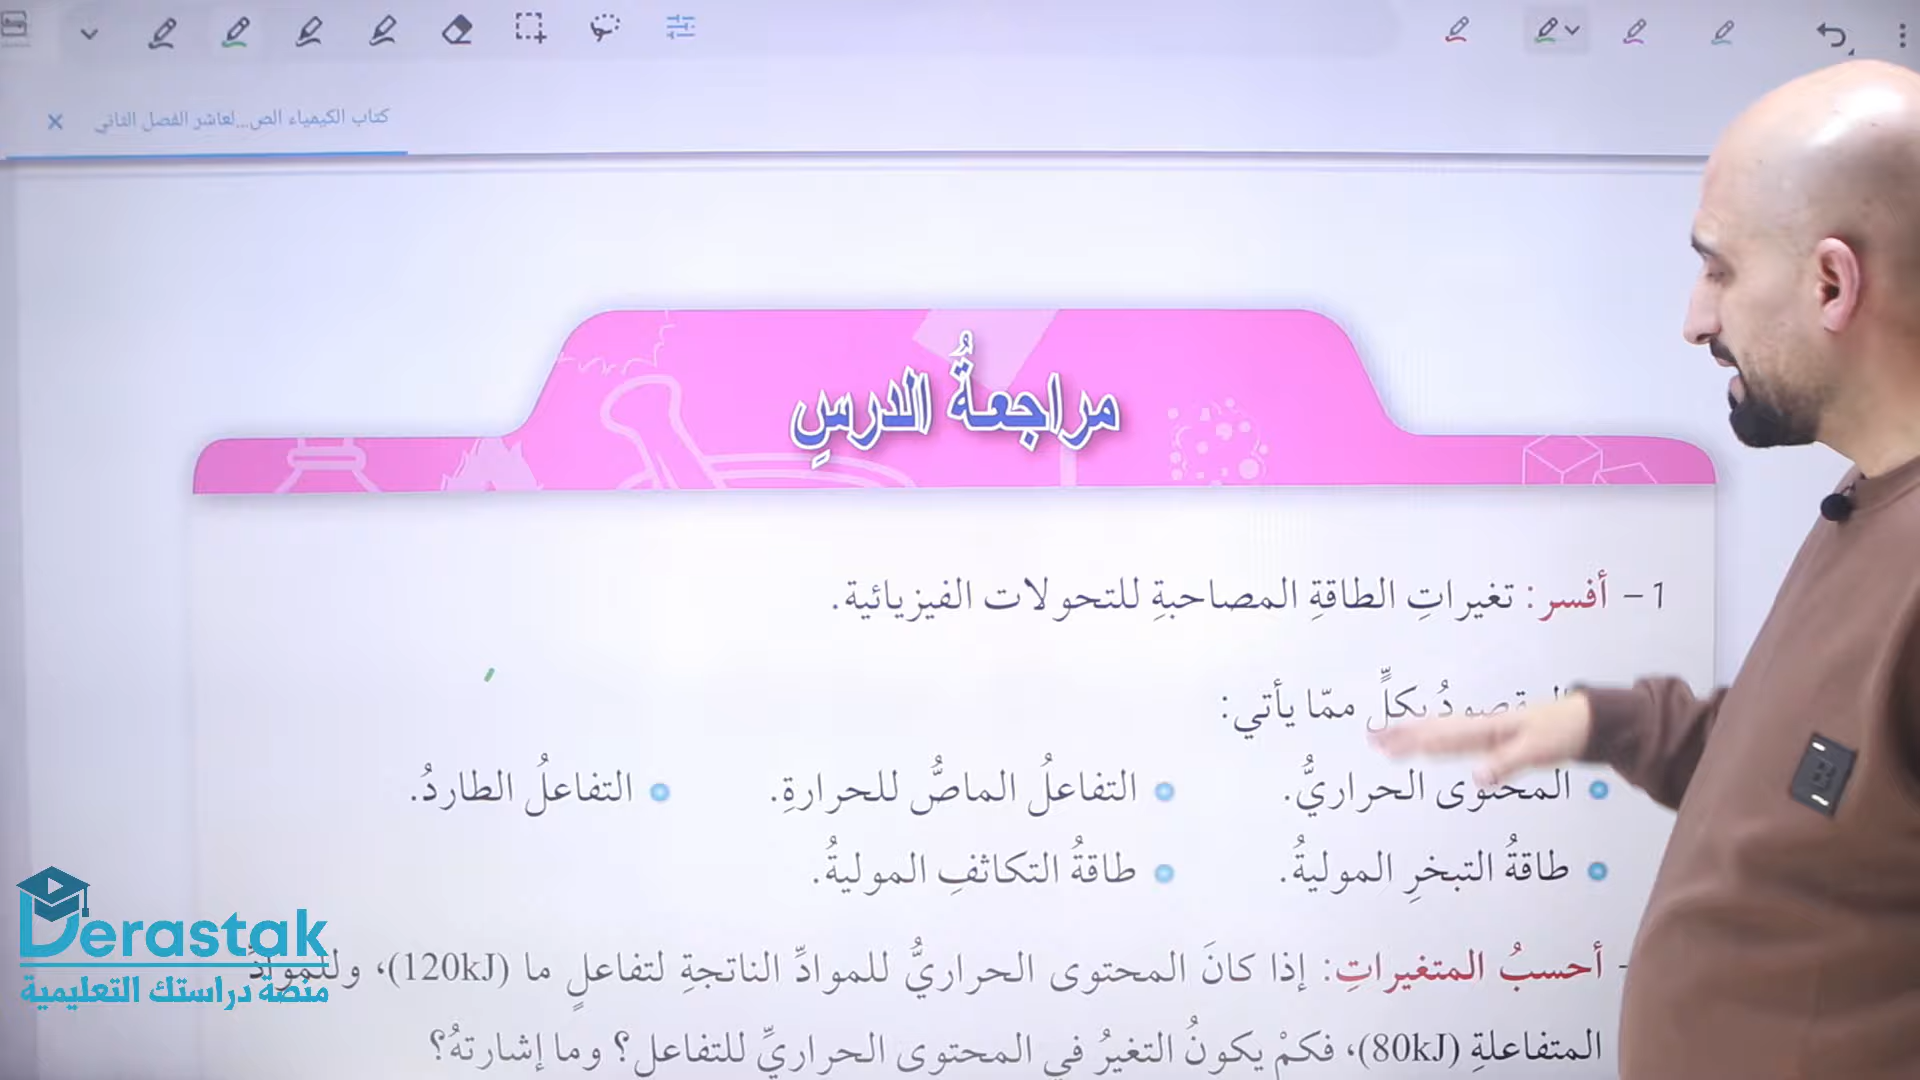 كتاب الكيمياء الص...لعاشر الفصل الثاني
مراجعةُ الدرسِ
1 – أفسر: تغيراتِ الطاقةِ المصاحبةِ للتحولات الفيزيائية.
بكلٍّ ممّا يأتي:
المحتوى الحراريُّ.
التفاعلُ الماصُّ للحرارةِ.
التفاعلُ الطاردُ.
طاقةُ التبخرِ الموليةُ.
طاقةُ التكاثفِ الموليةُ.
– أحسبُ المتغيراتِ: إذا كانَ المحتوى الحراريُّ للموادِّ الناتجةِ لتفاعلٍ ما (120kJ)، وللموادِّ
المتفاعلةِ (80kJ)، فكمْ يكونُ التغيرُ في المحتوى الحراريِّ للتفاعل؟ وما إشارتهُ؟
Derastak
منصة دراستك التعليمية